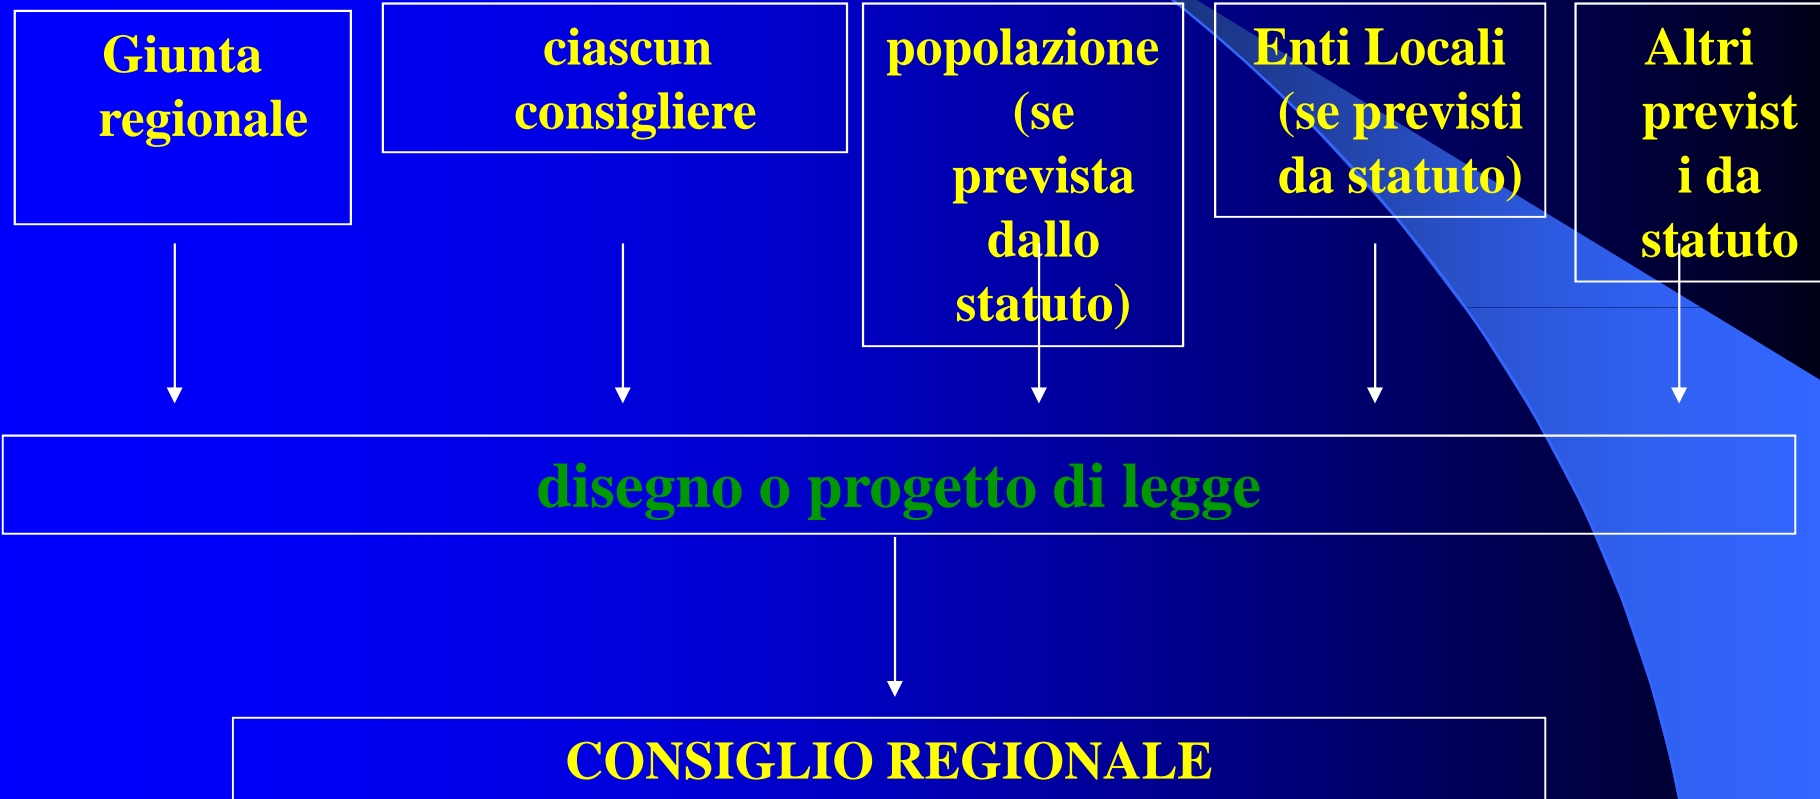 Giunta
regionale
ciascun
consigliere
popolazione
(se
prevista
dallo
statuto)
Enti Locali
(se previsti
da statuto)
Altri
previst
i da
statuto
disegno o progetto di legge
CONSIGLIO REGIONALE